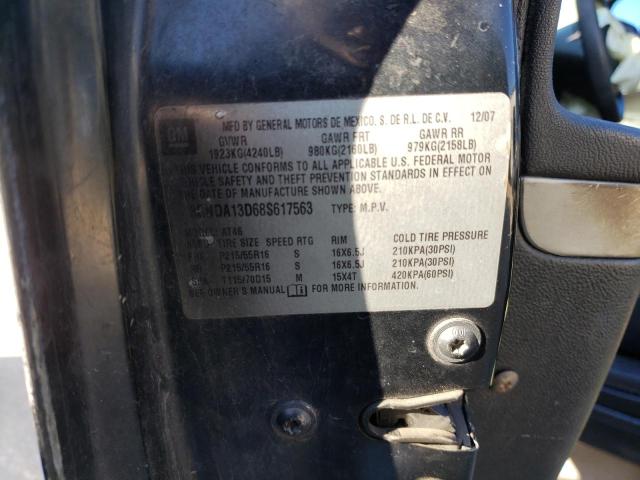 GM
MFD BY GENERAL MOTORS DE MEXICO. S. DE R.L. DE C.V. 12/07
GVWR GAWR FRT GAWR RR
1923KG(4240LB) 980KG(2160LB) 979KG(2158LB)
THIS VEHICLE CONFORMS TO ALL APPLICABLE U.S. FEDERAL MOTOR
VEHICLE SAFETY AND THEFT PREVENTION STANDARDS IN EFFECT ON
THE DATE OF MANUFACTURE SHOWN ABOVE.
TYPE: M.P.V.
MODEL: AT46
TIRE SIZE SPEED RTG RIM COLD TIRE PRESSURE
P215/55R16 S 16X6.5J 210KPA(30PSI)
P215/55R16 S 16X6.5J 210KPA(30PSI)
T115/70D15 M 15X4T 420KPA(60PSI)
SEE OWNER'S MANUAL FOR MORE INFORMATION.